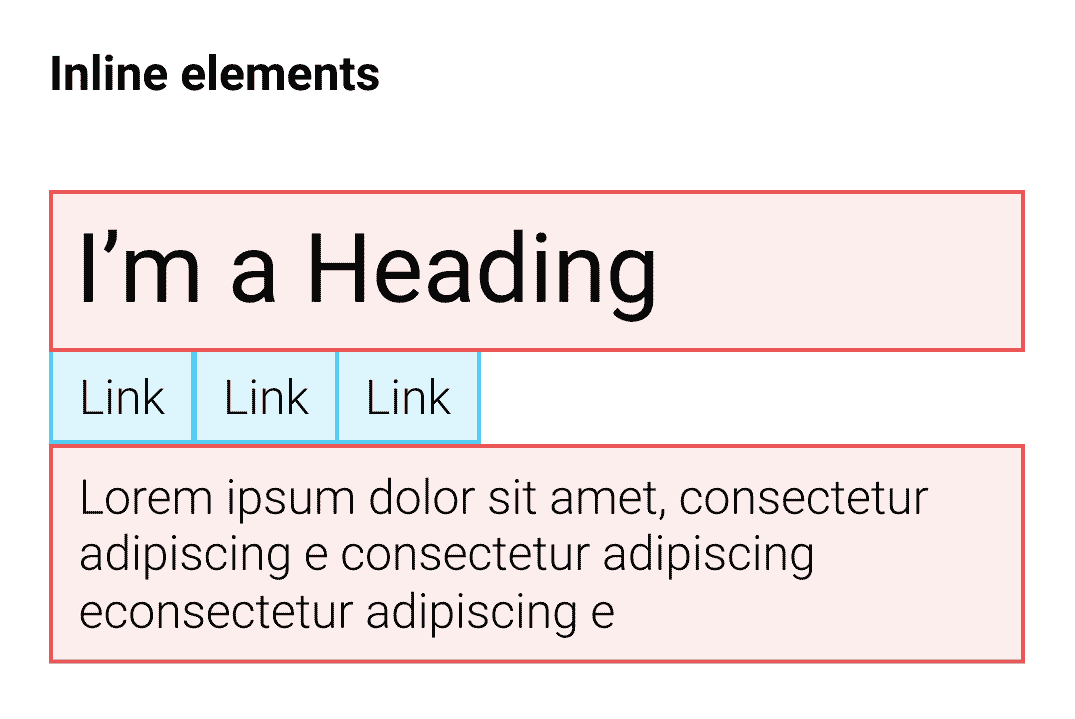 Inline elements
I’m a Heading
Link Link Link
Lorem ipsum dolor sit amet, consectetur
adipiscing e consectetur adipiscing
econsectetur adipiscing e